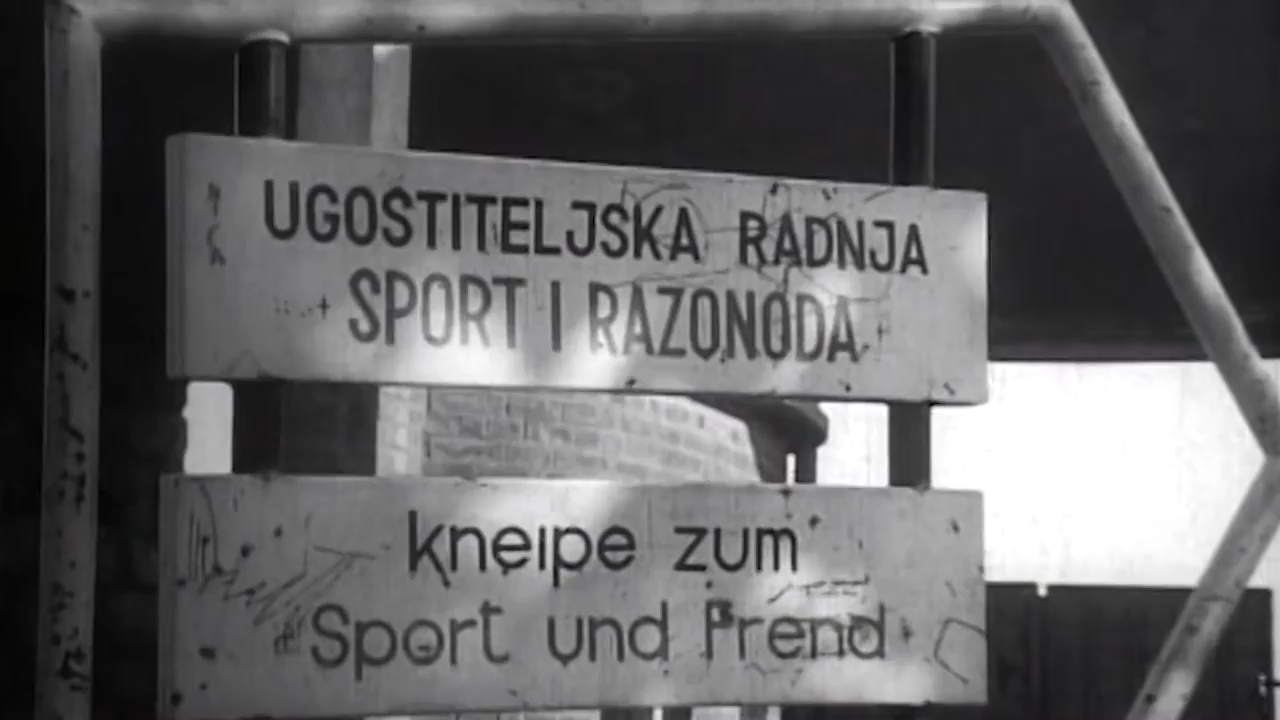 UGOSTITELJSKA RADNJA
SPORT I RAZONODA
kneipe zum
Sport und Frend